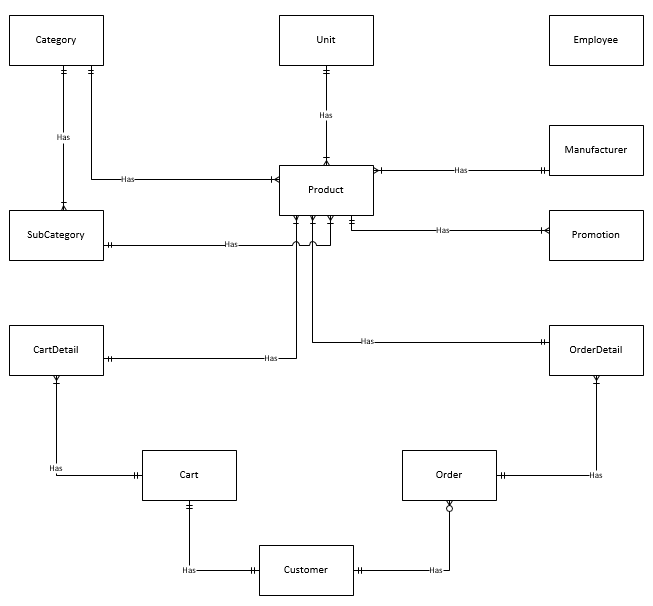 Category
Unit
Employee
Has
Has
Manufacturer
Has
Has
Product
SubCategory
Has
Promotion
Has
Has
CartDetail
Has
OrderDetail
Has
Has
Cart
Order
Has
Has
Customer
Has